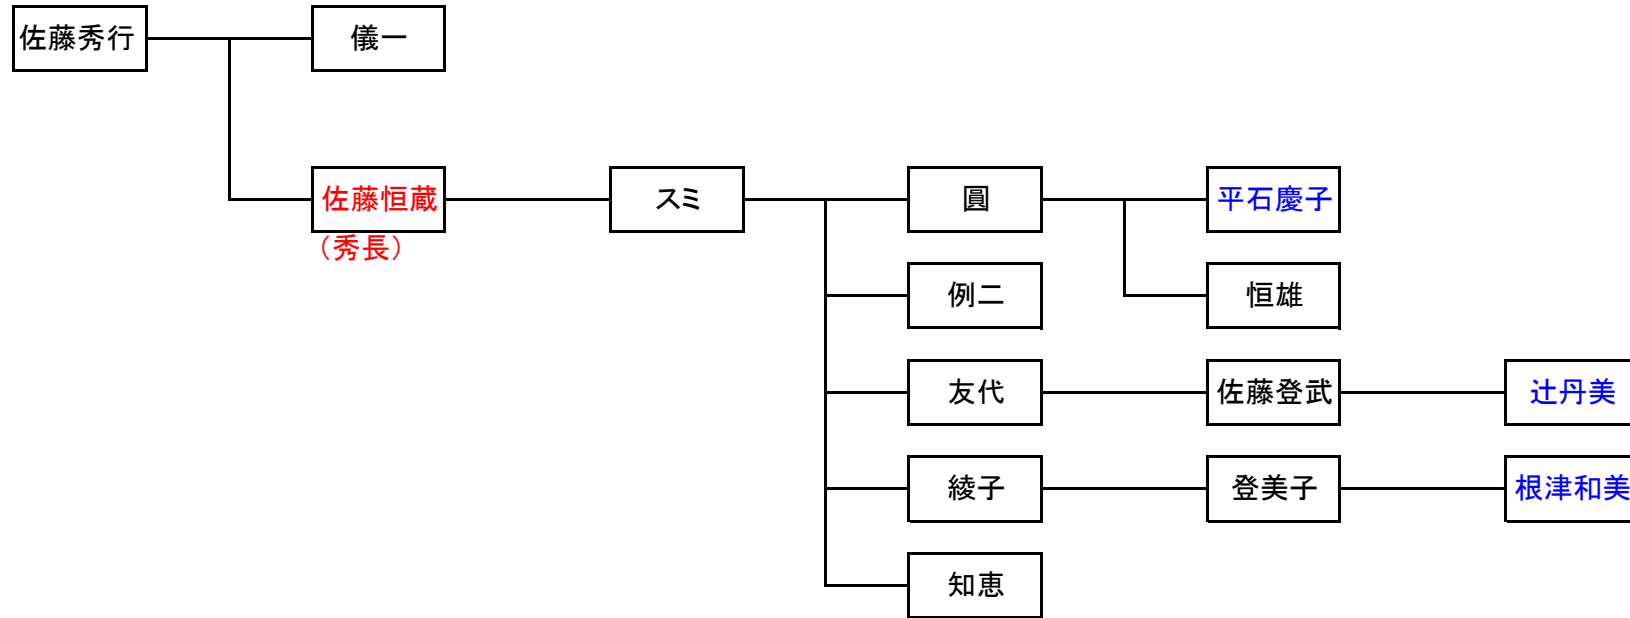 佐藤秀行
儀一
佐藤恒蔵
（秀長）
スミ
圓
平石慶子
例二
恒雄
友代
佐藤登武
辻丹美
綾子
登美子
根津和美
知恵